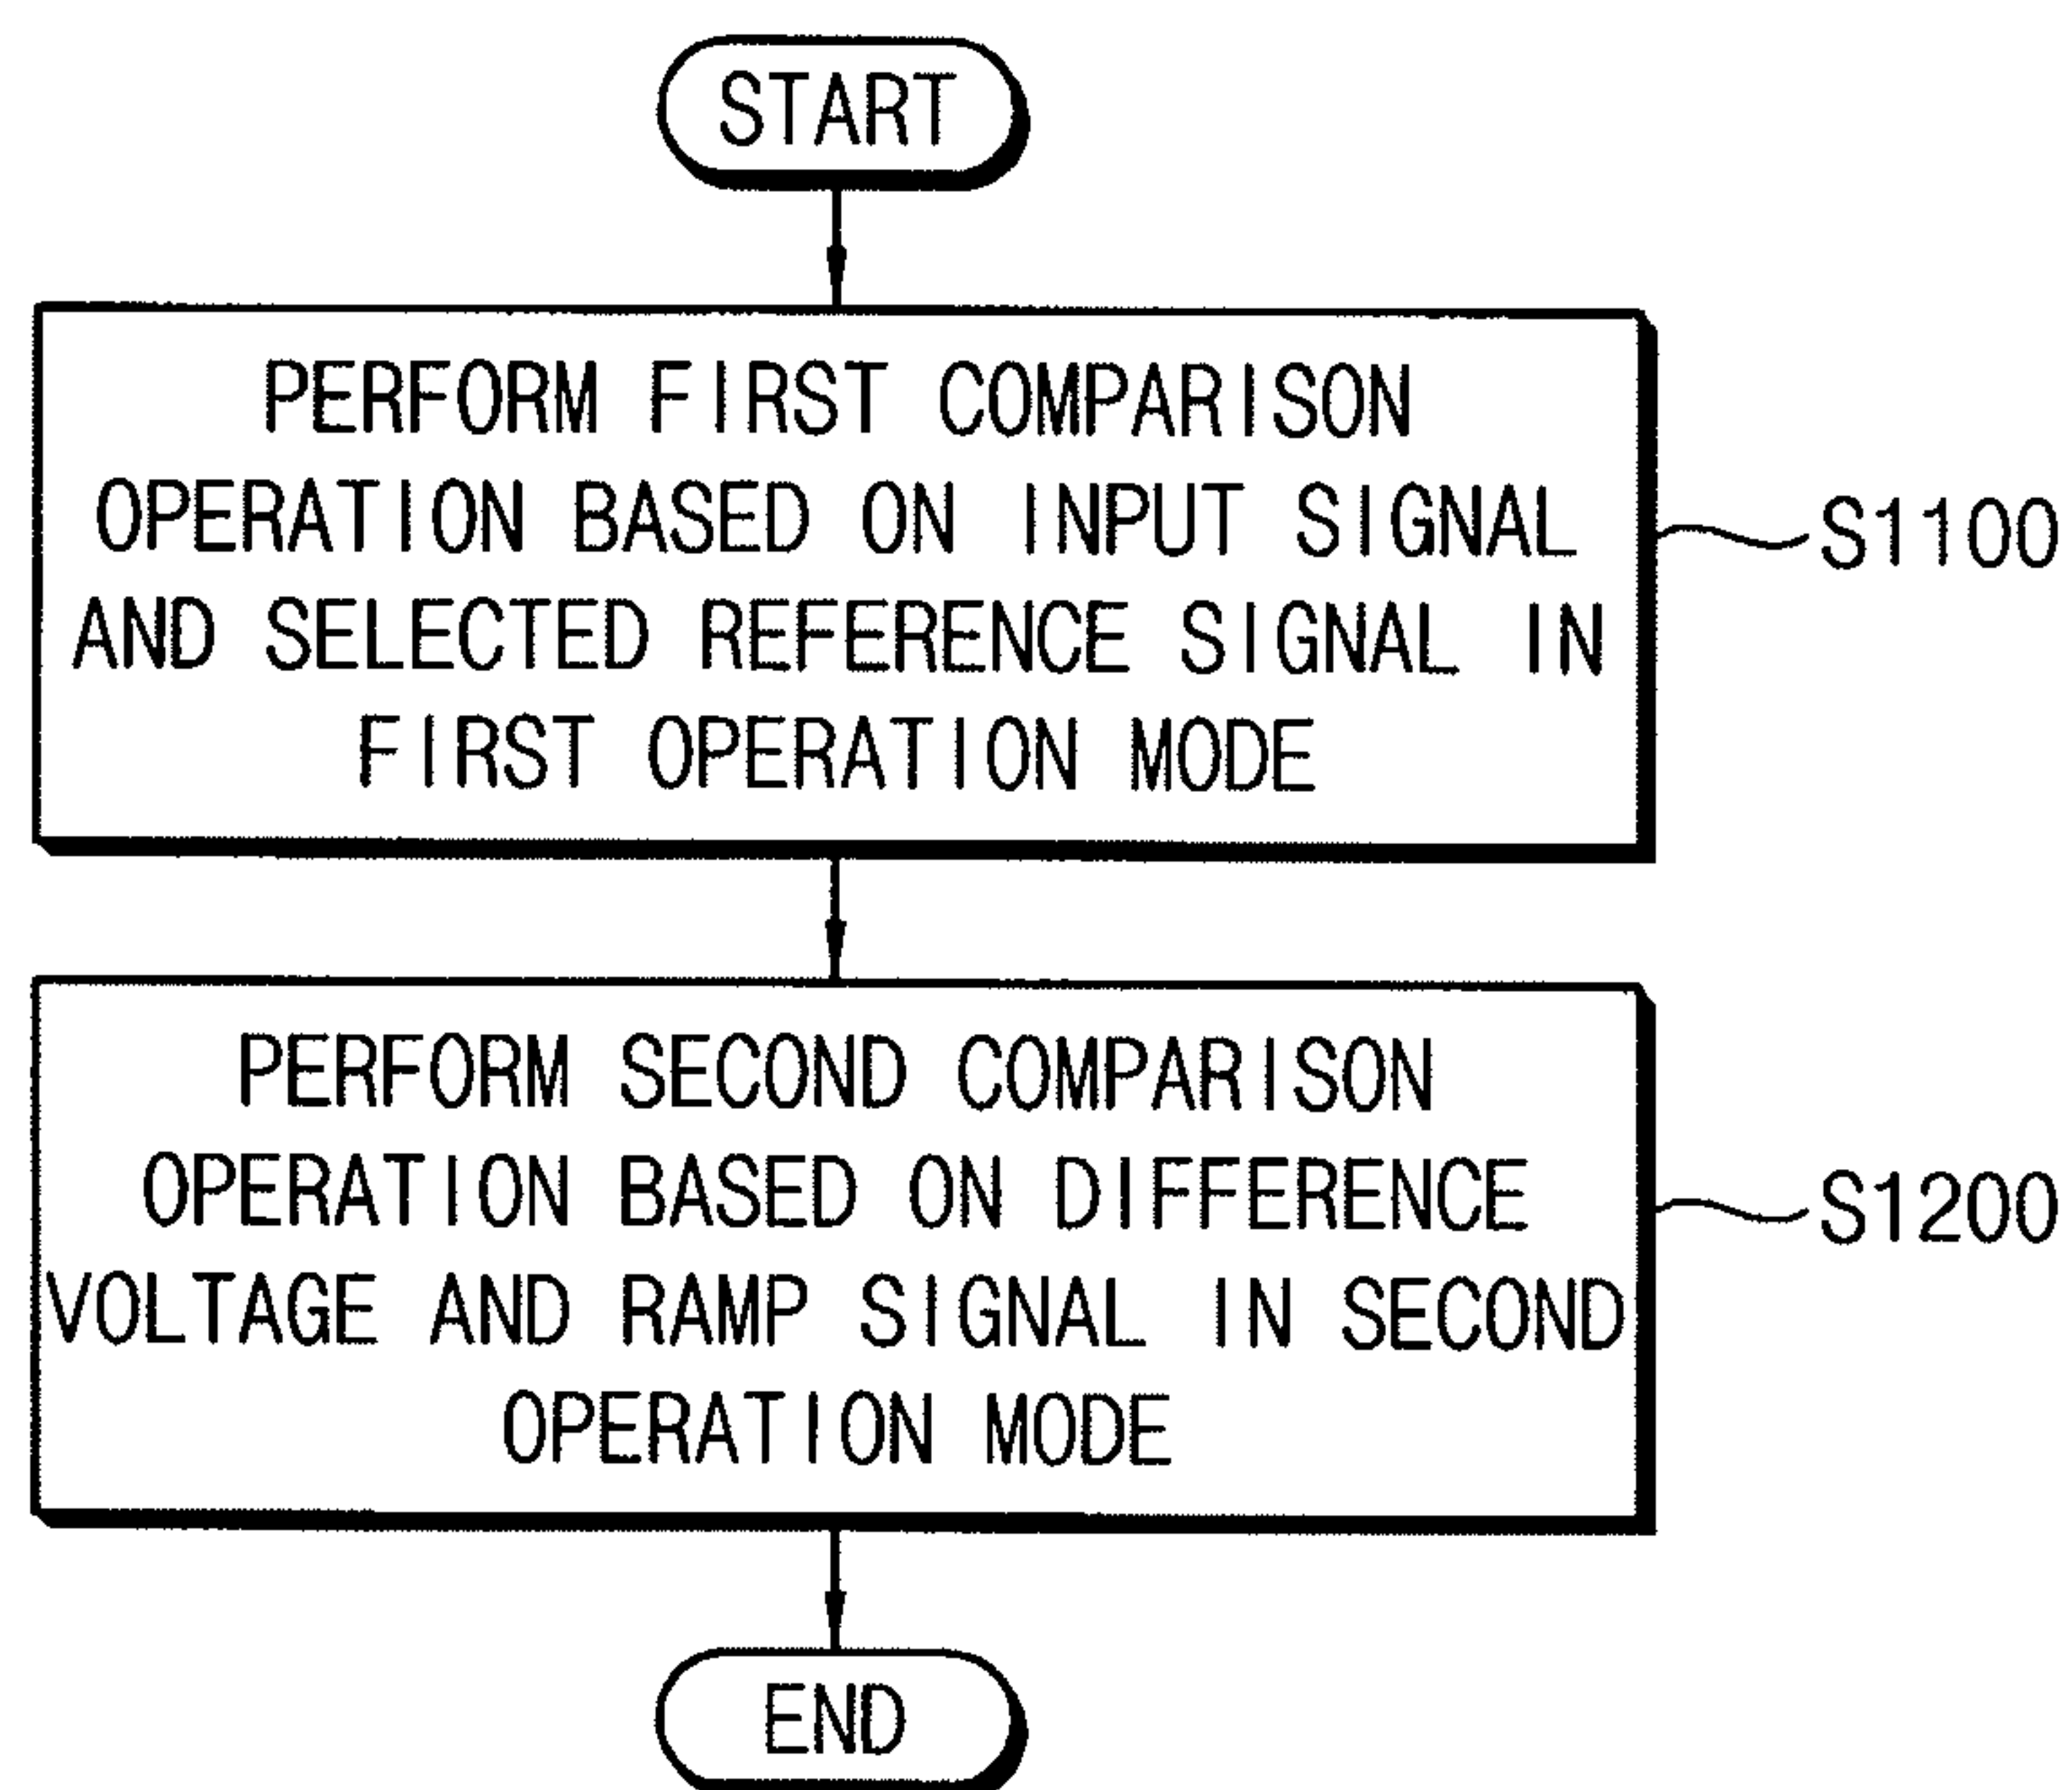 START
PERFORM FIRST COMPARISON
OPERATION BASED ON INPUT SIGNAL
AND SELECTED REFERENCE SIGNAL IN
FIRST OPERATION MODE
S1100
PERFORM SECOND COMPARISON
OPERATION BASED ON DIFFERENCE
VOLTAGE AND RAMP SIGNAL IN SECOND
OPERATION MODE
S1200
END